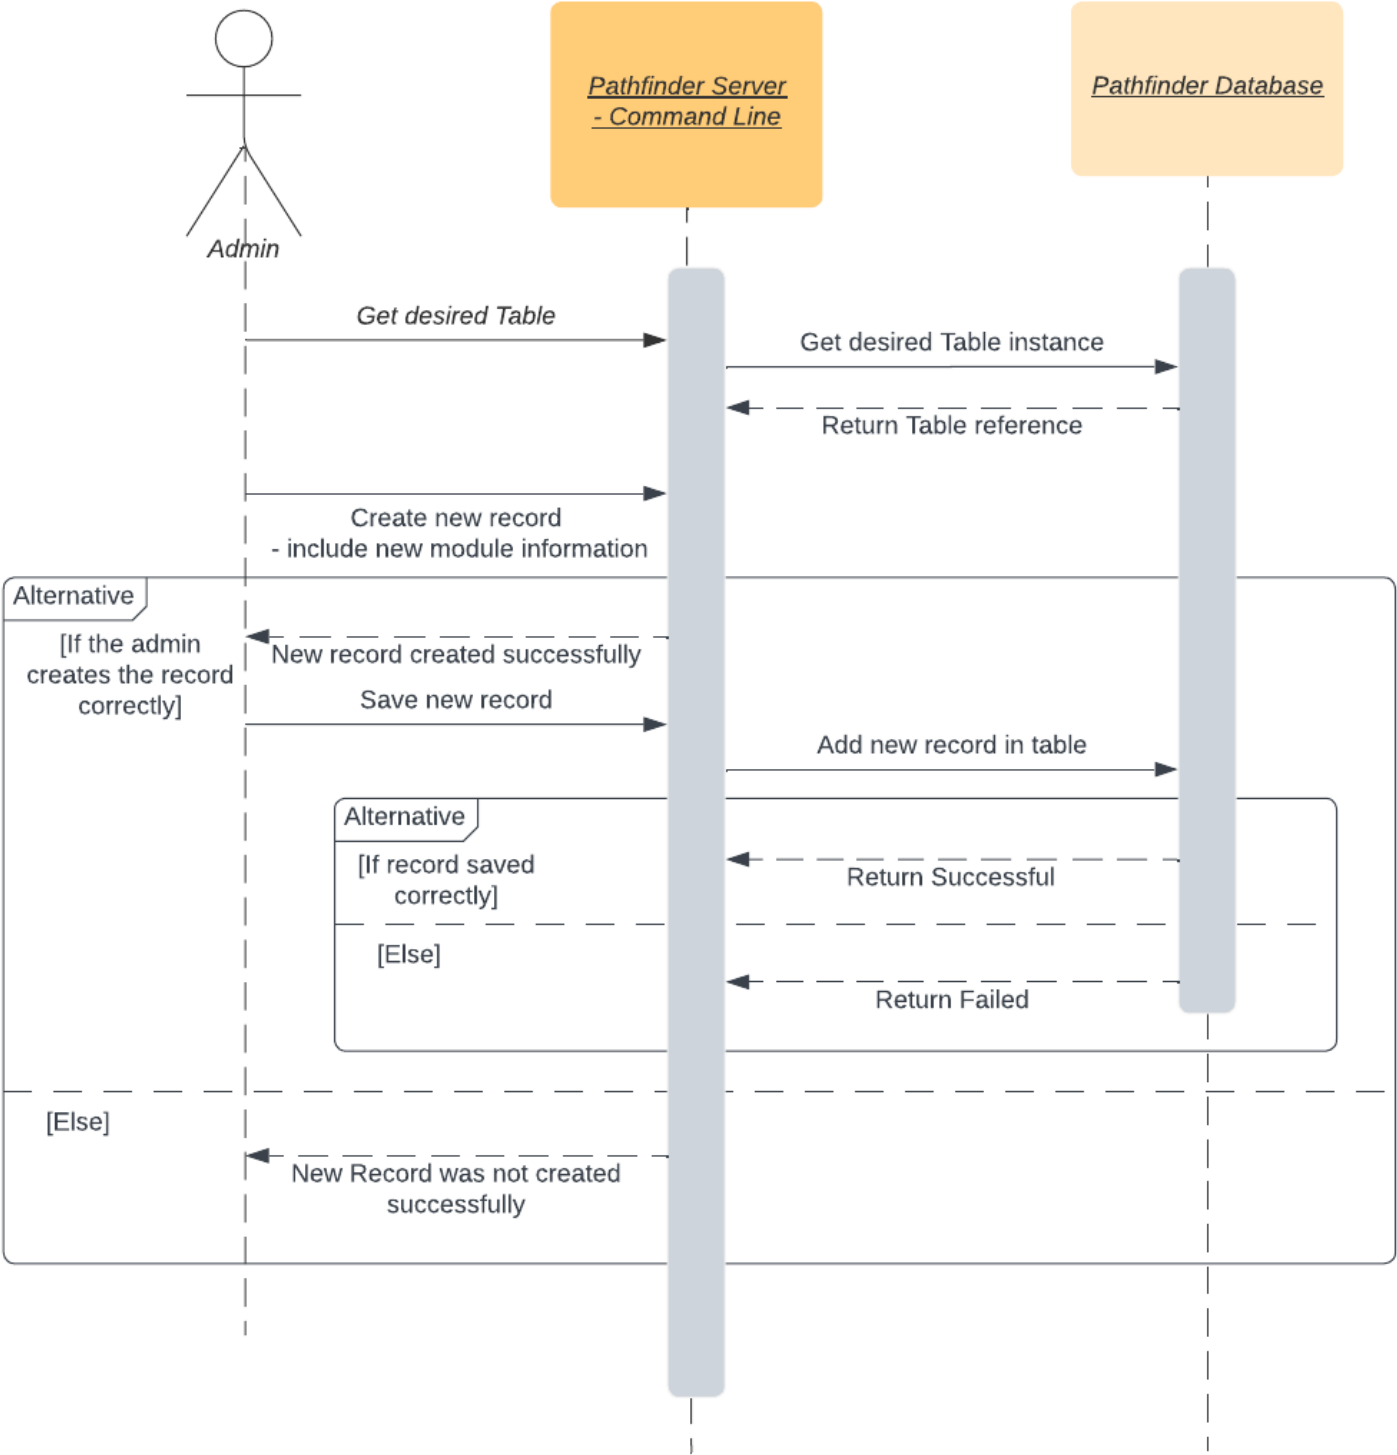 Pathfinder Server
- Command Line
Pathfinder Database
Admin
Get desired Table
Get desired Table instance
Return Table reference
Create new record
- include new module information
Alternative
[If the admin
creates the record
correctly]
New record created successfully
Save new record
Add new record in table
Alternative
[If record saved
correctly]
Return Successful
[Else]
Return Failed
[Else]
New Record was not created
successfully